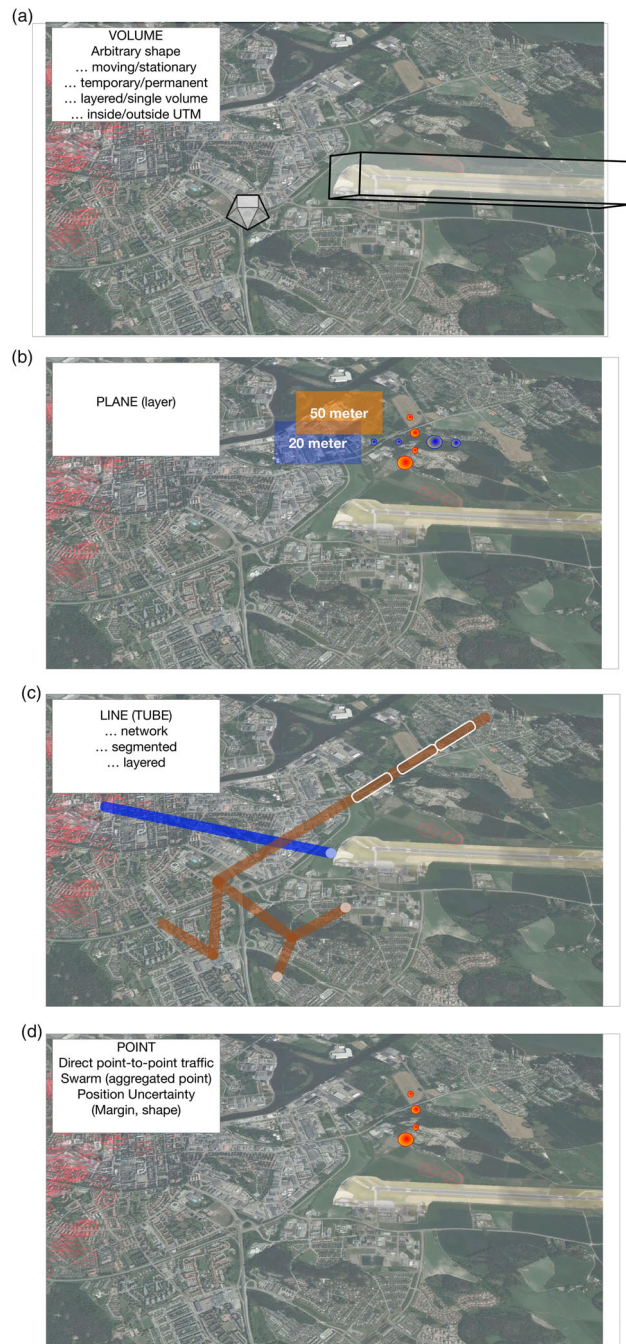 (a)
VOLUME
Arbitrary shape
… moving/stationary
… temporary/permanent
… layered/single volume
… inside/outside UTM
(b)
PLANE (layer)
50 meter
20 meter
(c)
LINE (TUBE)
… network
… segmented
… layered
(d)
POINT
Direct point-to-point traffic
Swarm (aggregated point)
Position Uncertainty
(Margin, shape)